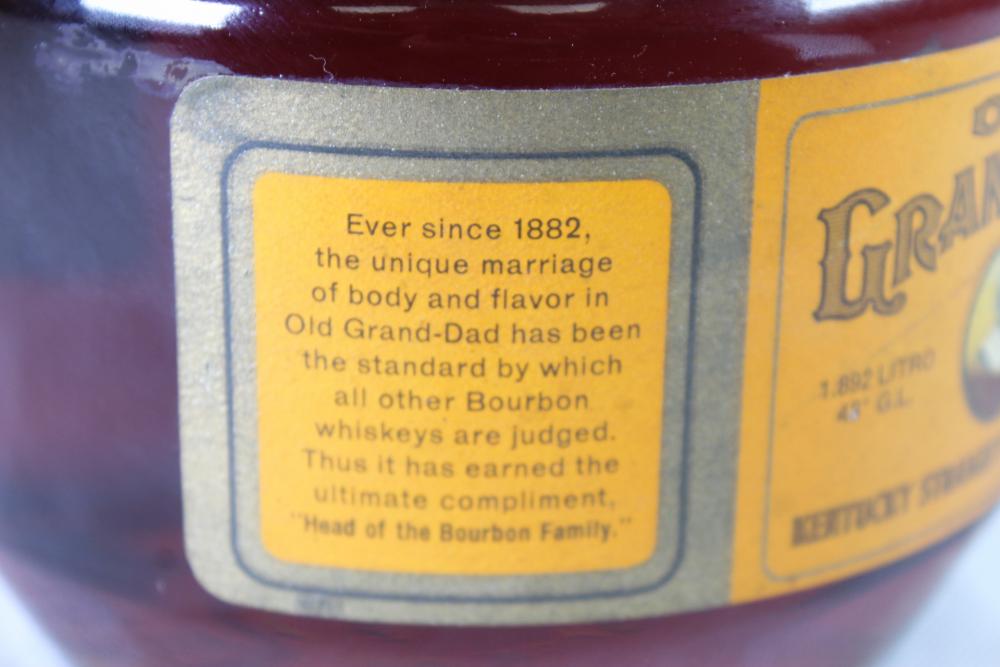 Ever since 1882,
the unique marriage
of body and flavor in
Old Grand-Dad has been
the standard by which
all other Bourbon
whiskeys are judged.
Thus it has earned the
ultimate compliment,
"Head of the Bourbon Family."
1.892 LITRO
43° G.L.
KENTUCKY